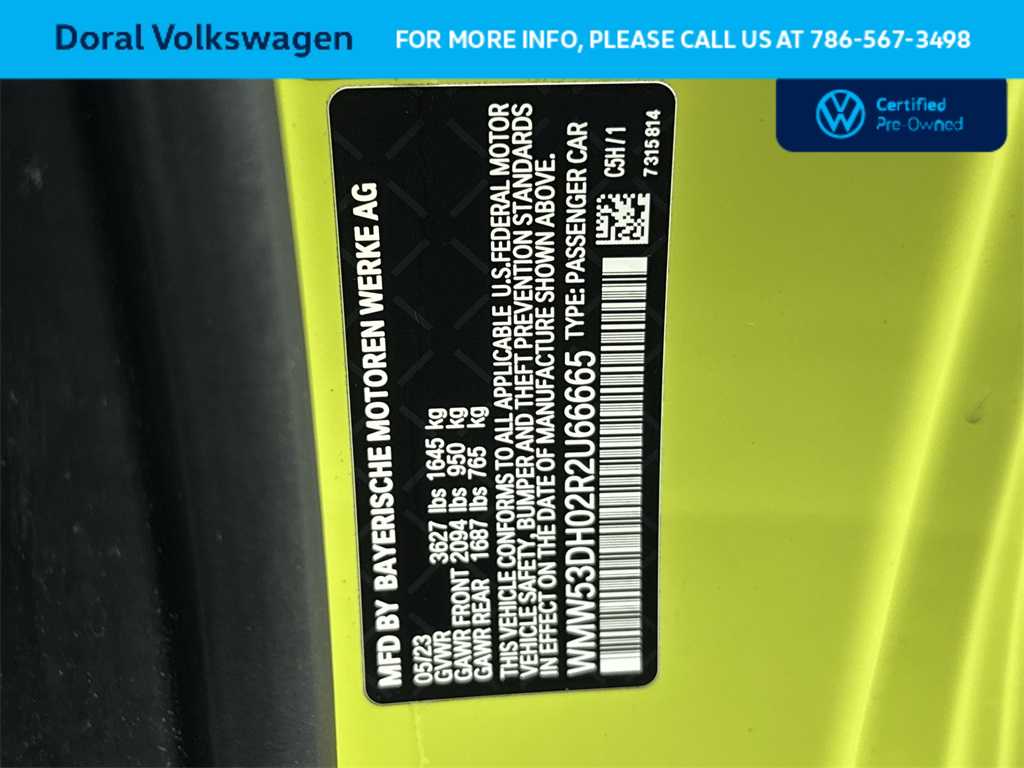 Doral Volkswagen
FOR MORE INFO, PLEASE CALL US AT 786-567-3498
Certified
Pre-Owned
MFD BY BAYERISCHE MOTOREN WERKE AG
05/23
GVWR 3627 lbs 1645 kg
GAWR FRONT 2094 lbs 950 kg
GAWR REAR 1687 lbs 765 kg
THIS VEHICLE CONFORMS TO ALL APPLICABLE U.S.FEDERAL MOTOR
VEHICLE SAFETY, BUMPER AND THEFT PREVENTION STANDARDS
IN EFFECT ON THE DATE OF MANUFACTURE SHOWN ABOVE.
WMW53DH02R2U66665 TYPE: PASSENGER CAR
C5H/1
7315814